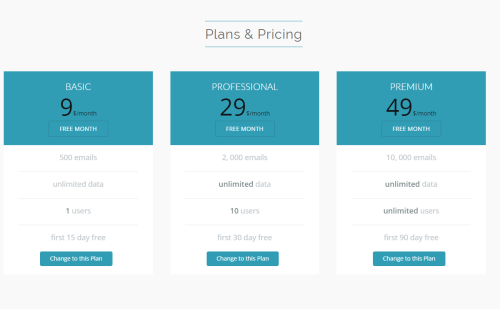 Plans & Pricing
BASIC
9$/month
FREE MONTH
500 emails
unlimited data
1 users
first 15 day free
Change to this Plan
PROFESSIONAL
29$/month
FREE MONTH
2, 000 emails
unlimited data
10 users
first 30 day free
Change to this Plan
PREMIUM
49$/month
FREE MONTH
10, 000 emails
unlimited data
unlimited users
first 90 day free
Change to this Plan